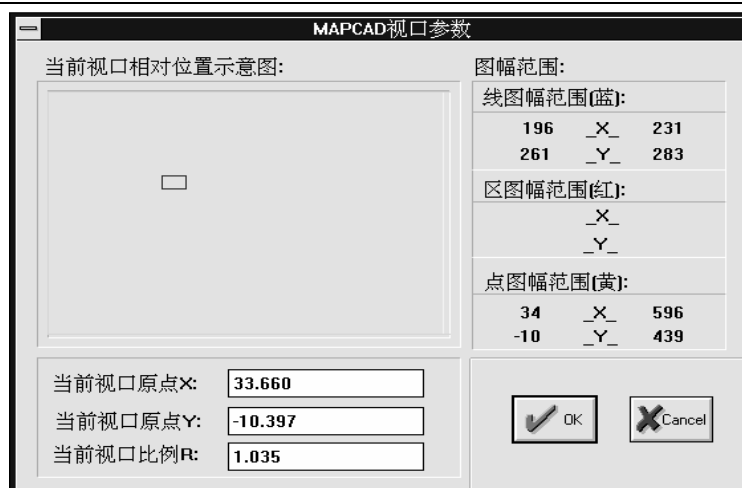 MAPCAD视口参数
当前视口相对位置示意图:
图幅范围:
线图幅范围(蓝):
196 _X_ 231
261 _Y_ 283
区图幅范围(红):
_X_
_Y_
点图幅范围(黄):
34 _X_ 596
-10 _Y_ 439
当前视口原点X: 33.660
当前视口原点Y: -10.397
当前视口比例R: 1.035
OK
Cancel